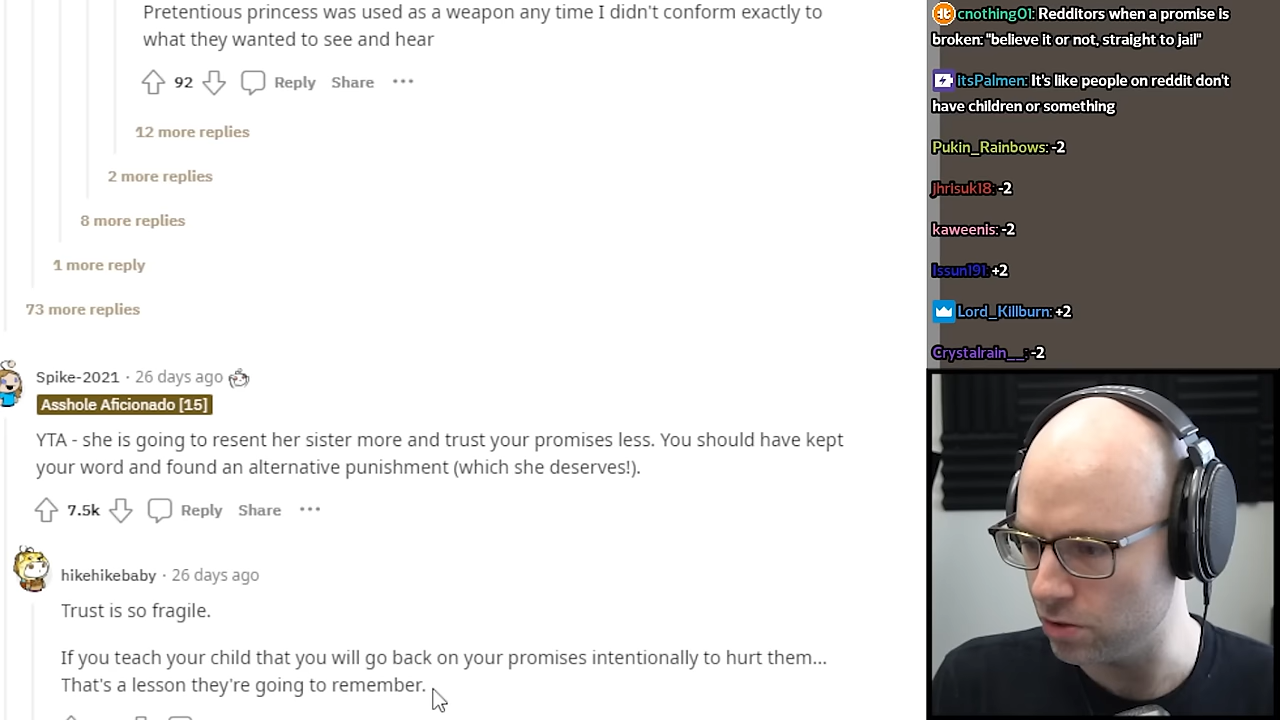 Pretentious princess was used as a weapon any time I didn't conform exactly to
what they wanted to see and hear
92 Reply Share ...
12 more replies
2 more replies
8 more replies
1 more reply
73 more replies
Spike-2021 · 26 days ago
Asshole Aficionado [15]
YTA - she is going to resent her sister more and trust your promises less. You should have kept
your word and found an alternative punishment (which she deserves!).
7.5k Reply Share ...
hikehikebaby · 26 days ago
Trust is so fragile.
If you teach your child that you will go back on your promises intentionally to hurt them...
That's a lesson they're going to remember.
cnothing01: Redditors when a promise is
broken: "believe it or not, straight to jail"
itsPalmen: It's like people on reddit don't
have children or something
Pukin_Rainbows: -2
jhrisuk18: -2
kaweenis: -2
Issun191: +2
Lord_Killburn: +2
Crystalrain__: -2